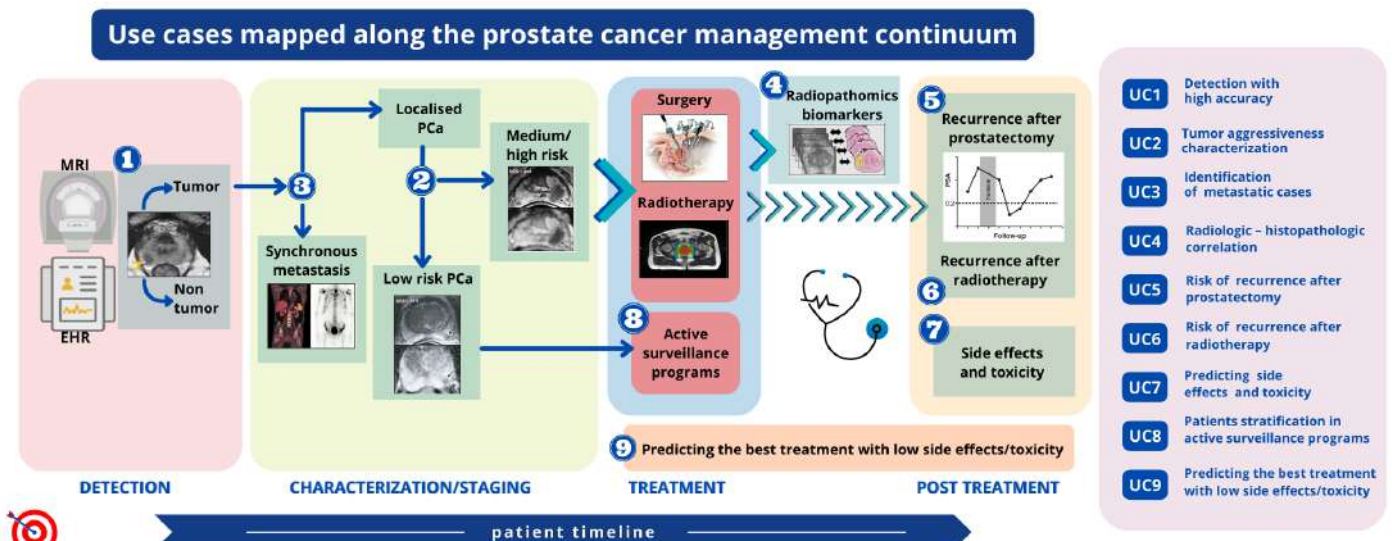 Use cases mapped along the prostate cancer management continuum
MRI
EHR
1
Tumor
Non
tumor
3
Localised
PCa
2
Medium/
high risk
Synchronous
metastasis
Low risk PCa
Surgery
Radiotherapy
8
Active
surveillance
programs
4
Radiopathomics
biomarkers
5
Recurrence after
prostatectomy
PSA
0.2
Follow-up
Recurrence after
radiotherapy
6
7
Side effects
and toxicity
9
Predicting the best treatment with low side effects/toxicity
DETECTION
CHARACTERIZATION/STAGING
TREATMENT
POST TREATMENT
patient timeline
UC1
Detection with
high accuracy
UC2
Tumor aggressiveness
characterization
UC3
Identification
of metastatic cases
UC4
Radiologic – histopathologic
correlation
UC5
Risk of recurrence after
prostatectomy
UC6
Risk of recurrence after
radiotherapy
UC7
Predicting side
effects and toxicity
UC8
Patients stratification in
active surveillance programs
UC9
Predicting the best treatment
with low side effects/toxicity